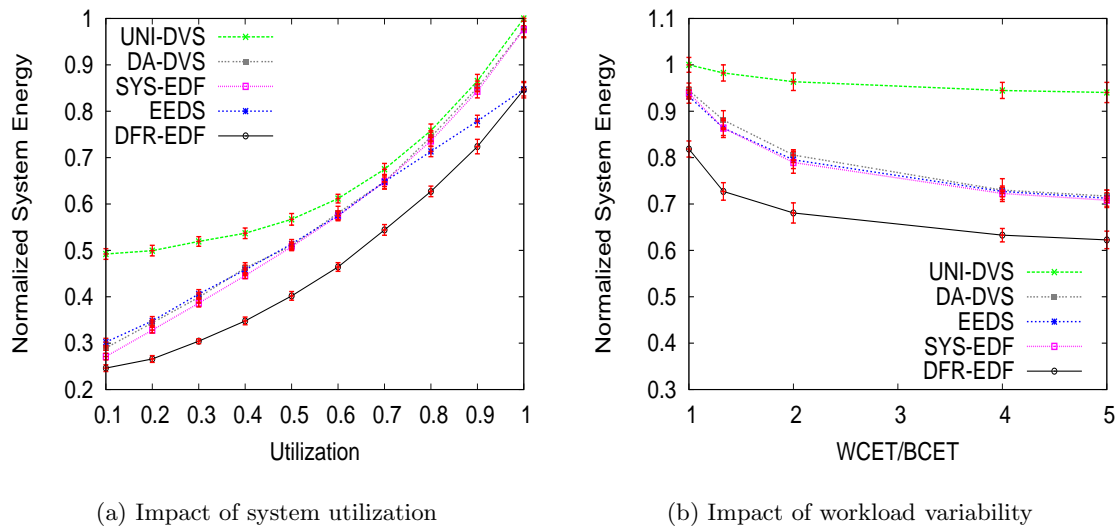 Normalized System Energy
1
0.9
0.8
0.7
0.6
0.5
0.4
0.3
0.2
UNI-DVS
DA-DVS
SYS-EDF
EEDS
DFR-EDF
0.1 0.2 0.3 0.4 0.5 0.6 0.7 0.8 0.9 1
Utilization
(a) Impact of system utilization
Normalized System Energy
1.1
1
0.9
0.8
0.7
0.6
0.5
0.4
0.3
UNI-DVS
DA-DVS
EEDS
SYS-EDF
DFR-EDF
1 2 3 4 5
WCET/BCET
(b) Impact of workload variability